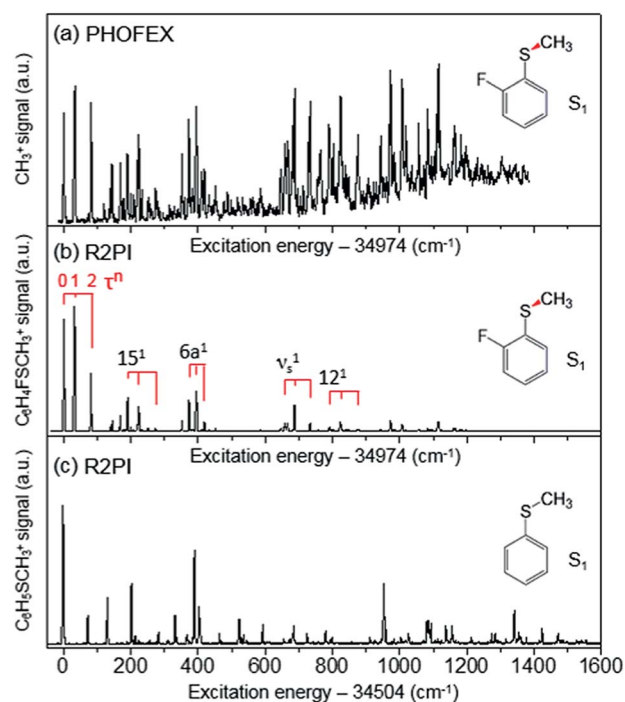 (a) PHOFEX
CH₃⁺ signal (a.u.)
F
S
CH₃
S₁
Excitation energy – 34974 (cm⁻¹)
(b) R2PI
C₆H₄FSCH₃⁺ signal (a.u.)
0 1 2 τⁿ
15¹
6a¹
νₛ¹
12¹
F
S
CH₃
S₁
Excitation energy – 34974 (cm⁻¹)
(c) R2PI
C₆H₅SCH₃⁺ signal (a.u.)
S
CH₃
S₁
0 200 400 600 800 1000 1200 1400 1600
Excitation energy – 34504 (cm⁻¹)